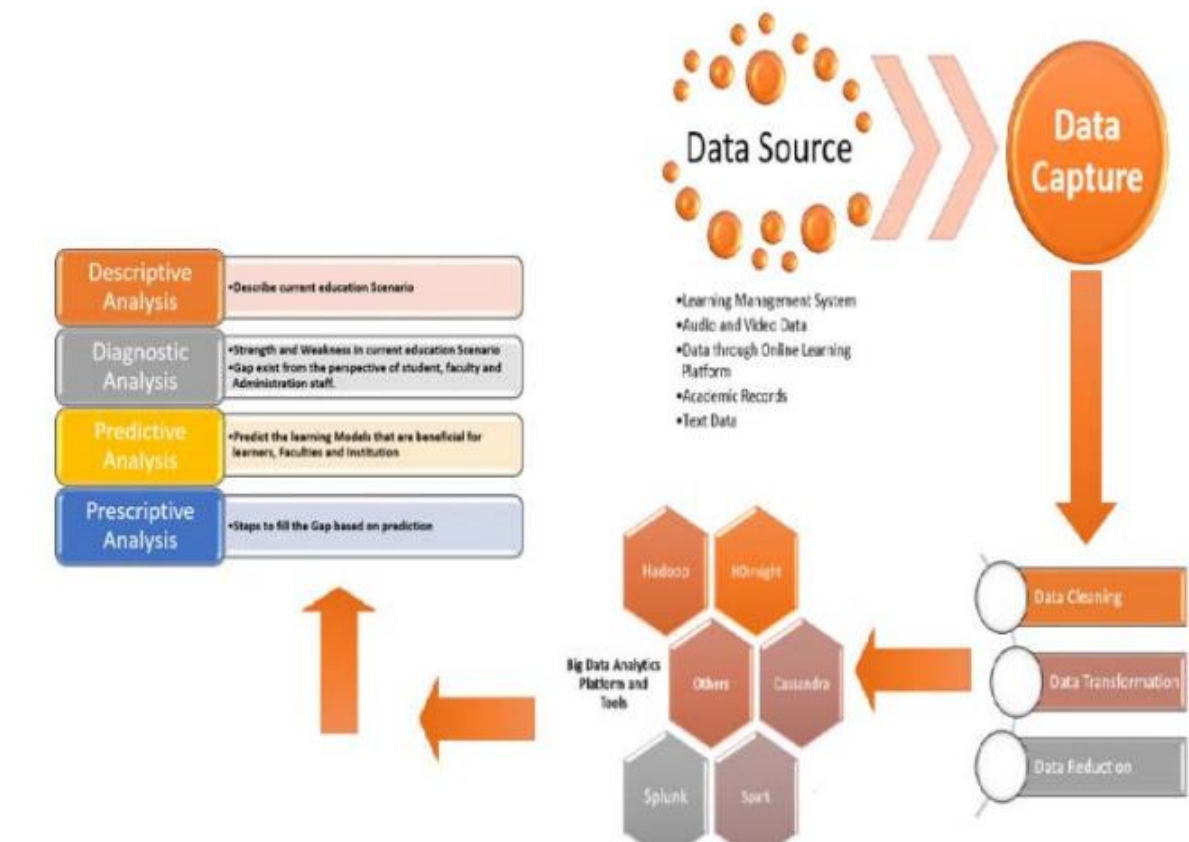 Data Source
Data
Capture
•Learning Management System
•Audio and Video Data
•Data through Online Learning
Platform
•Academic Records
•Text Data
Data Cleaning
Data Transformation
Data Reduction
Hadoop
HDInsight
Big Data Analytics
Platform and
Tools
Others
Cassandra
Splunk
Spark
Descriptive
Analysis
•Describe current education Scenario
Diagnostic
Analysis
•Strength and Weakness in current education Scenario
•Gap exist from the perspective of student, faculty and
Administration staff.
Predictive
Analysis
•Predict the learning Models that are beneficial for
learners, Faculties and Institution
Prescriptive
Analysis
•Steps to fill the Gap based on prediction